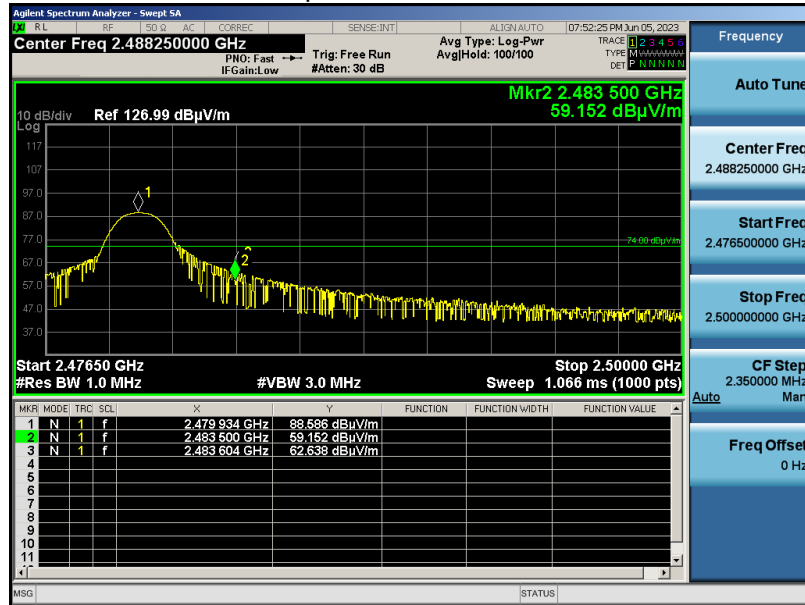 Agilent Spectrum Analyzer - Swept SA
LXI RL RF 50 Ω AC CORREC SENSE:INT ALIGN AUTO 07:52:25 PM Jun 05, 2023
Center Freq 2.488250000 GHz
PNO: Fast
IFGain:Low
Trig: Free Run
#Atten: 30 dB
Avg Type: Log-Pwr
Avg|Hold: 100/100
TRACE 1 2 3 4 5 6
TYPE M
DET P N N N N N
Frequency
Auto Tune
Center Freq
2.488250000 GHz
Start Freq
2.476500000 GHz
Stop Freq
2.500000000 GHz
CF Step
2.350000 MHz
Auto Man
Freq Offset
0 Hz
Mkr2 2.483 500 GHz
59.152 dBµV/m
10 dB/div Ref 126.99 dBµV/m
Log
117
107
97.0
87.0
77.0
67.0
57.0
47.0
37.0
1
2
74.00 dBµV/m
Start 2.47650 GHz Stop 2.50000 GHz
#Res BW 1.0 MHz #VBW 3.0 MHz Sweep 1.066 ms (1000 pts)
MKR MODE TRC SCL X Y FUNCTION FUNCTION WIDTH FUNCTION VALUE
1 N 1 f 2.479 934 GHz 88.586 dBµV/m
2 N 1 f 2.483 500 GHz 59.152 dBµV/m
3 N 1 f 2.483 604 GHz 62.638 dBµV/m
4
5
6
7
8
9
10
11
MSG STATUS